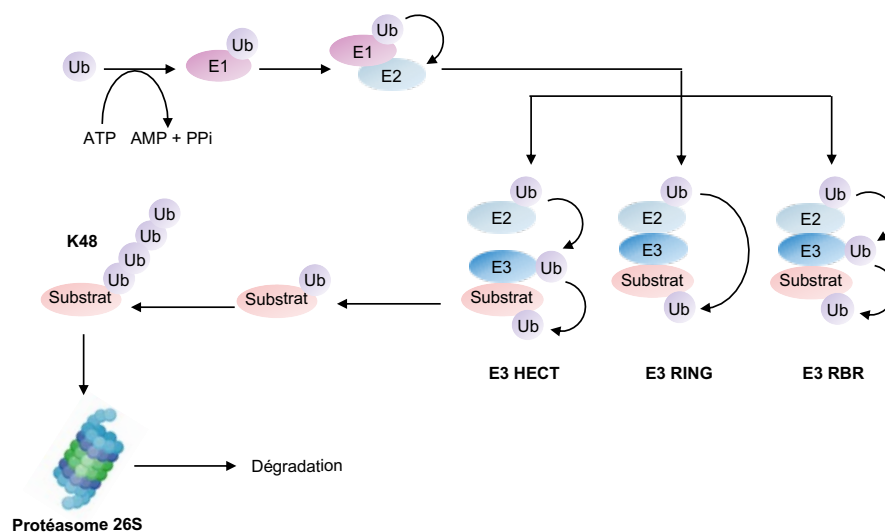 Ub
E1
Ub
E1
Ub
E2
Ub
ATP
AMP + PPi
Ub
E2
E3
Ub
Substrat
Ub
E3 HECT
Ub
E2
E3
Substrat
Ub
E3 RING
Ub
E2
E3
Ub
Substrat
Ub
E3 RBR
Ub
Substrat
K48
Ub
Ub
Ub
Ub
Substrat
Protéasome 26S
Dégradation